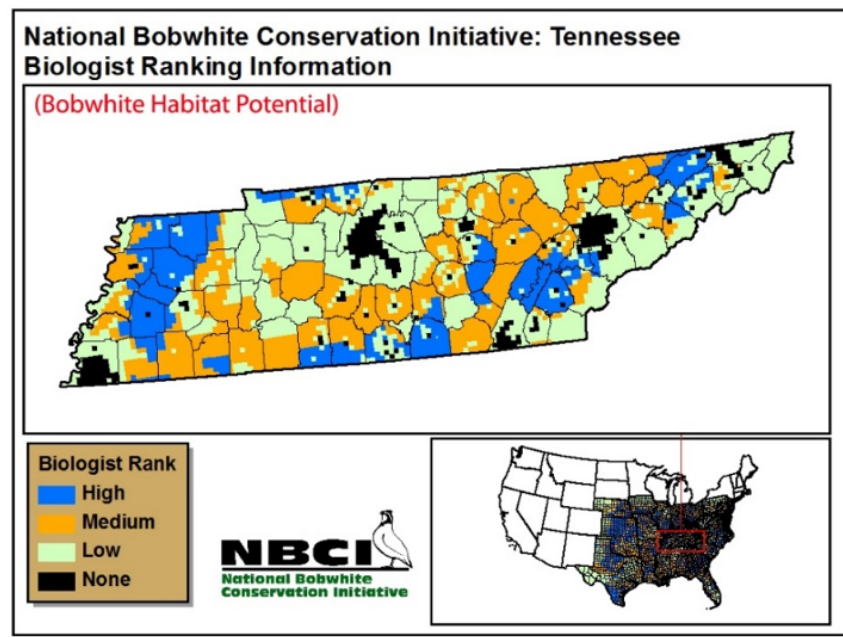 National Bobwhite Conservation Initiative: Tennessee
Biologist Ranking Information
(Bobwhite Habitat Potential)
Biologist Rank
High
Medium
Low
None
NBCI
National Bobwhite
Conservation Initiative